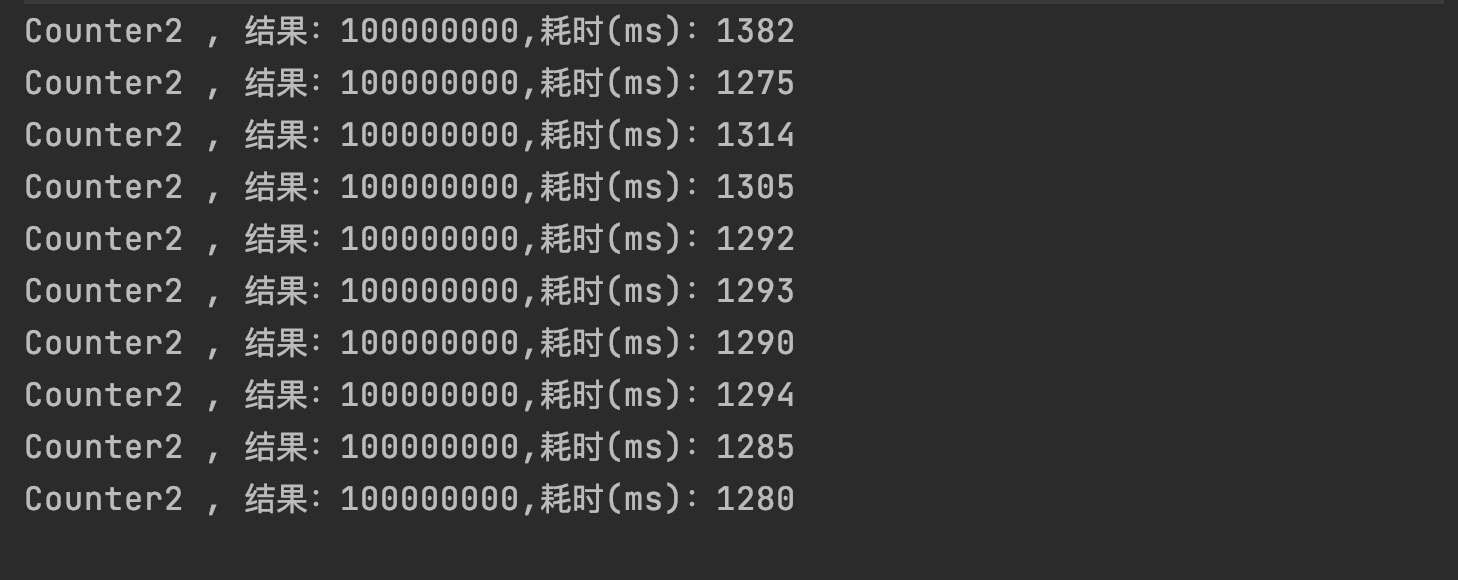 Counter2 , 结果：100000000,耗时(ms)：1382
Counter2 , 结果：100000000,耗时(ms)：1275
Counter2 , 结果：100000000,耗时(ms)：1314
Counter2 , 结果：100000000,耗时(ms)：1305
Counter2 , 结果：100000000,耗时(ms)：1292
Counter2 , 结果：100000000,耗时(ms)：1293
Counter2 , 结果：100000000,耗时(ms)：1290
Counter2 , 结果：100000000,耗时(ms)：1294
Counter2 , 结果：100000000,耗时(ms)：1285
Counter2 , 结果：100000000,耗时(ms)：1280